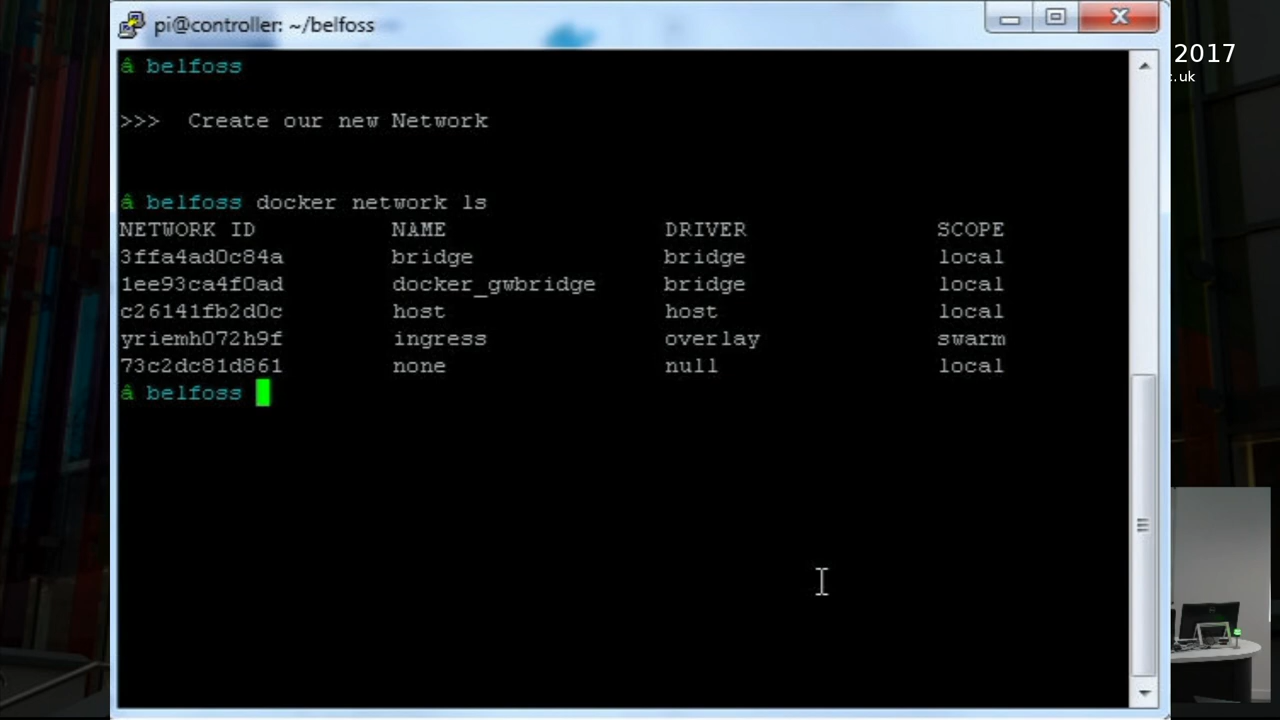 pi@controller: ~/belfoss
2017
.uk
â belfoss
>>> Create our new Network
â belfoss docker network ls
NETWORK ID NAME DRIVER SCOPE
3ffa4ad0c84a bridge bridge local
1ee93ca4f0ad docker_gwbridge bridge local
c26141fb2d0c host host local
yriemh072h9f ingress overlay swarm
73c2dc81d861 none null local
â belfoss